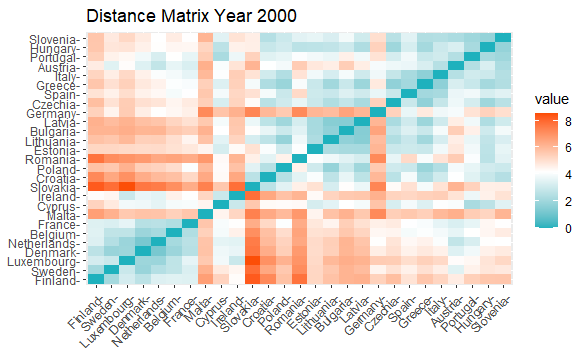 Distance Matrix Year 2000
Slovenia
Hungary
Portugal
Austria
Italy
Greece
Spain
Czechia
Germany
Latvia
Bulgaria
Lithuania
Estonia
Romania
Poland
Croatia
Slovakia
Ireland
Cyprus
Malta
France
Belgium
Netherlands
Denmark
Luxembourg
Sweden
Finland
value
8
6
4
2
0
Finland
Sweden
Luxembourg
Denmark
Netherlands
Belgium
France
Malta
Cyprus
Ireland
Slovakia
Croatia
Poland
Romania
Estonia
Lithuania
Bulgaria
Latvia
Germany
Czechia
Spain
Greece
Italy
Austria
Portugal
Hungary
Slovenia